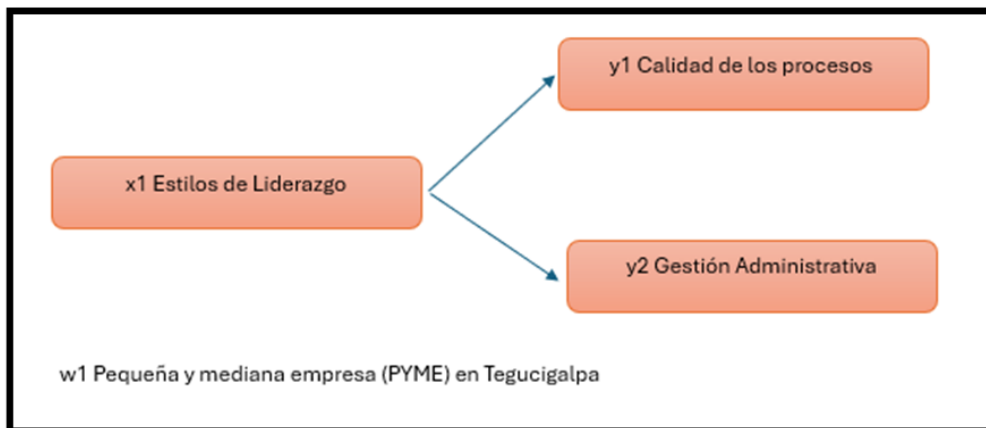 y1 Calidad de los procesos
x1 Estilos de Liderazgo
y2 Gestión Administrativa
w1 Pequeña y mediana empresa (PYME) en Tegucigalpa